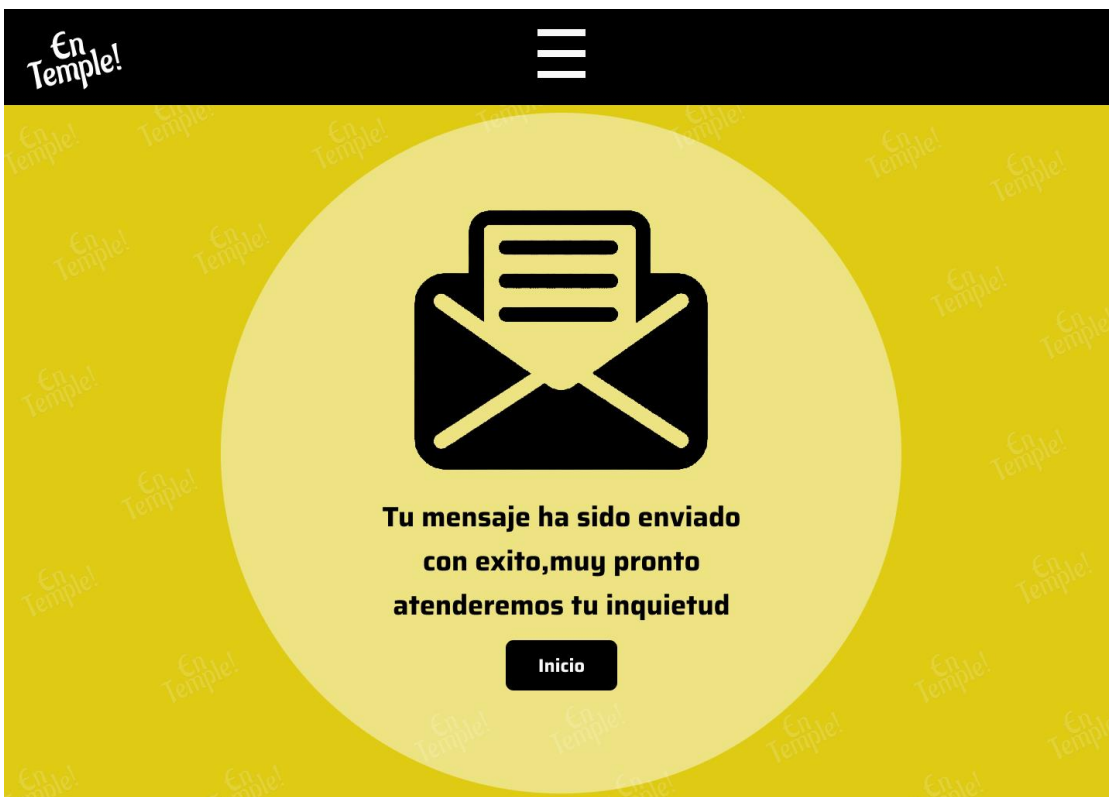 En
Temple!
Tu mensaje ha sido enviado
con exito,muy pronto
atenderemos tu inquietud
Inicio